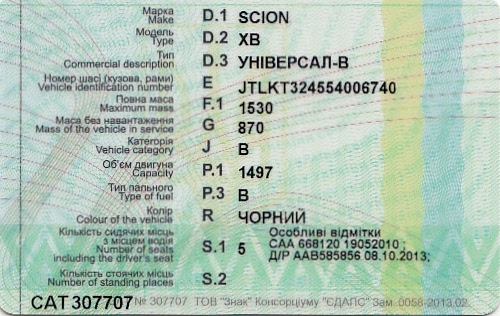 Марка D.1 SCION
Make
Модель D.2 XB
Type
Тип D.3 УНІВЕРСАЛ-В
Commercial description)
Номер шасі (кузова, рами) E JTLKT324554006740
Vehicle identification number
Повна маса F.1 1530
Maximum mass
Маса без навантаження G 870
Mass of the vehicle in service
Категорія J B
Vehicle category
Об'єм двигуна P.1 1497
Capacity
Тип пального P.3 B
Type of fuel
Колір R ЧОРНИЙ
Colour of the vehicle
Кількість сидячих місць Особливі відмітки
з місцем водія S.1 5 САА 668120 19052010 ;
Number of seats Д/Р ААВ585856 08.10.2013;
including the driver's seat
Кількість стоячих місць S.2
Number of standing places
САТ 307707 № 307707 ТОВ "Знак" Консорціуму "ЄДАПС" Зам. 0058-2013.02.